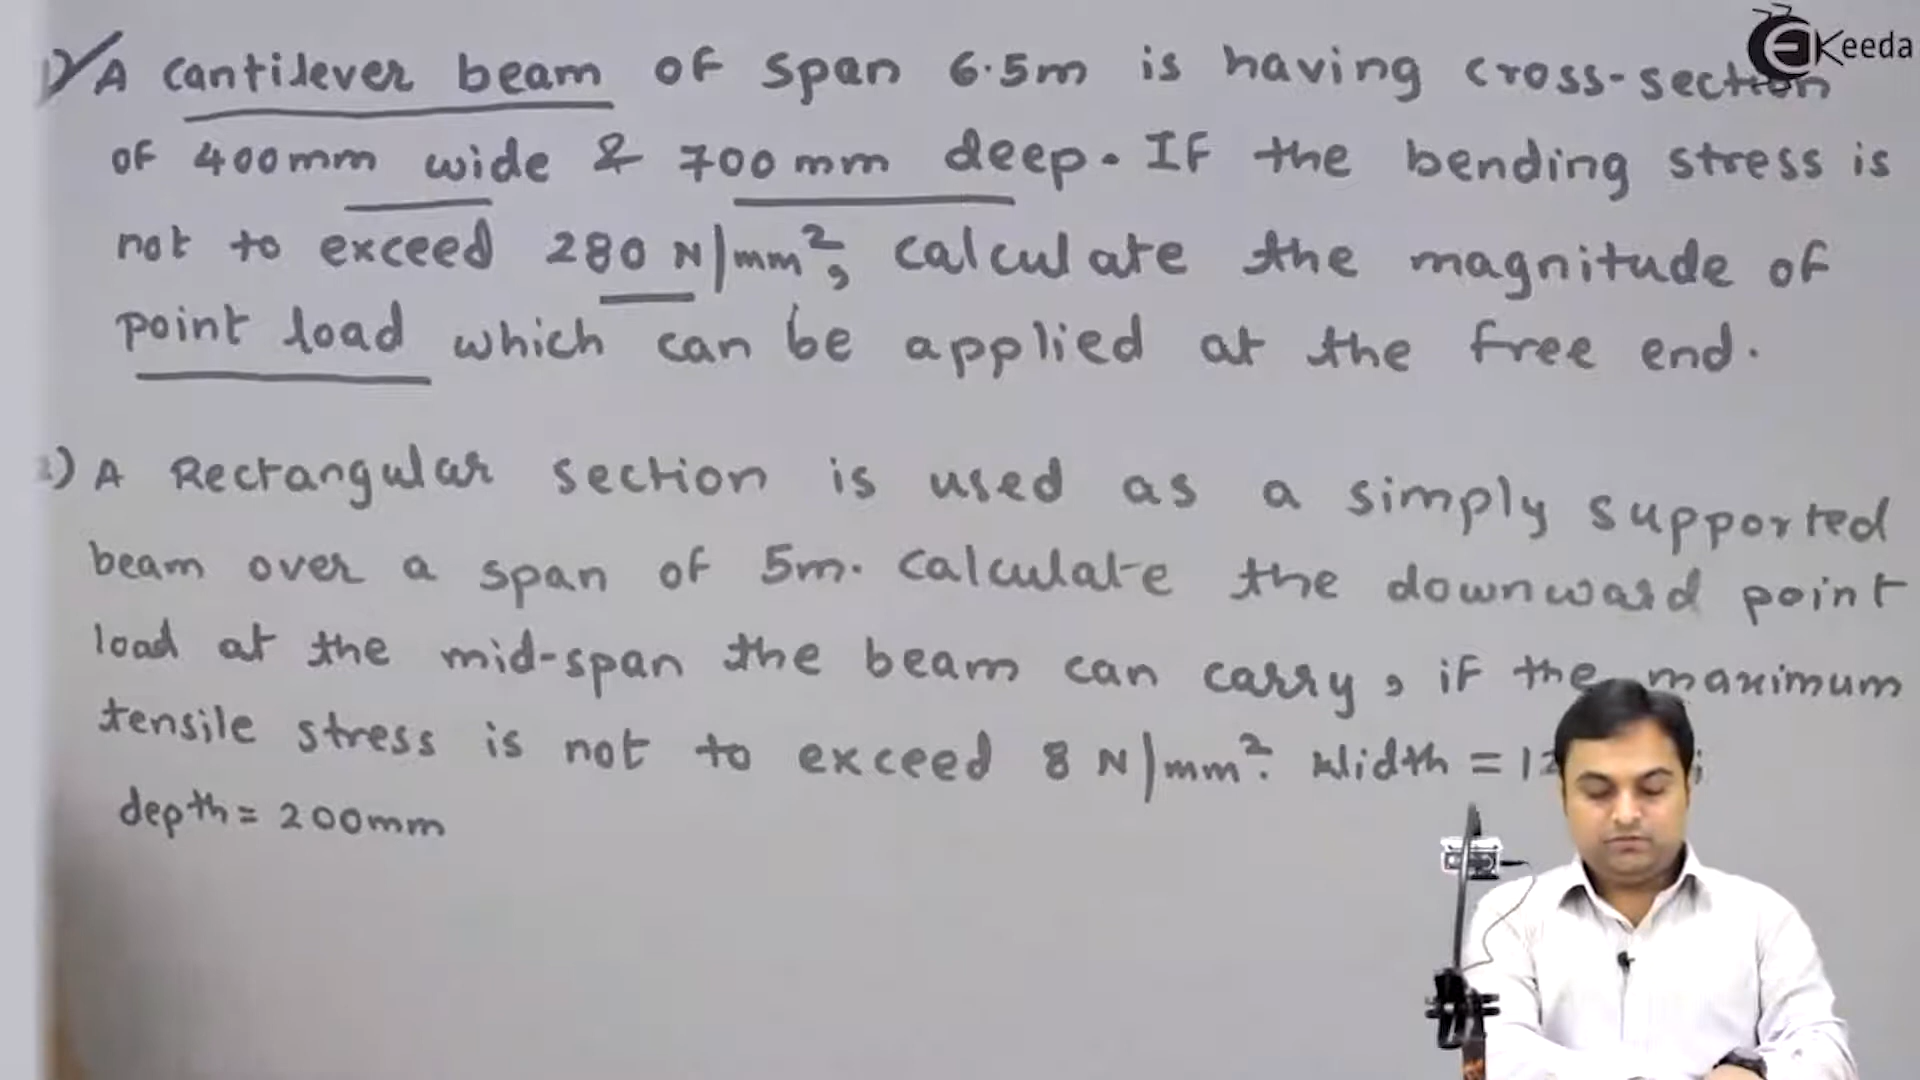 Keeda
1) A cantilever beam of span 6.5m is having cross-section
of 400mm wide & 700mm deep. If the bending stress is
not to exceed 280 N/mm², calculate the magnitude of
point load which can be applied at the free end.
2) A Rectangular section is used as a simply supported
beam over a span of 5m. Calculate the downward point
load at the mid-span the beam can carry, if the maximum
tensile stress is not to exceed 8 N/mm². Width =
depth = 200mm